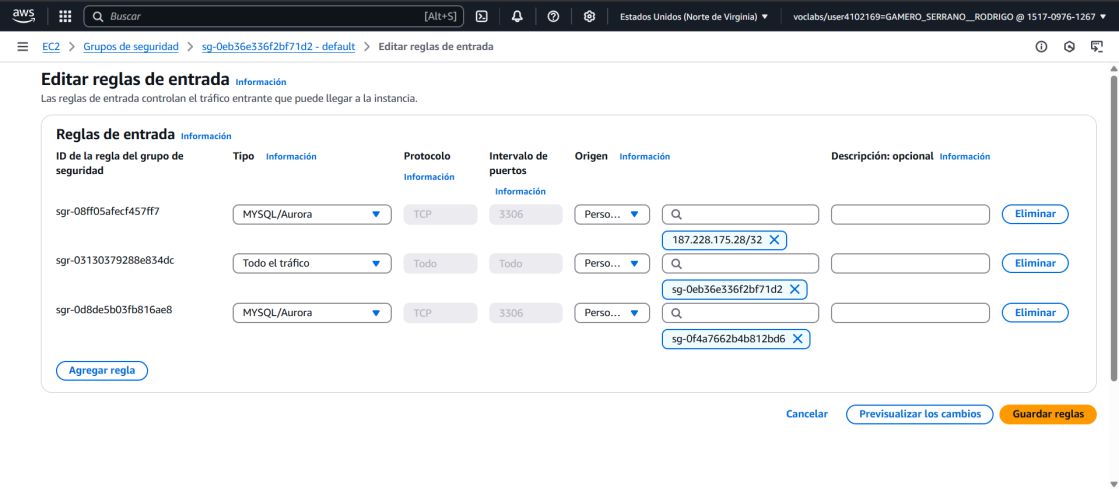 aws
Buscar
[Alt+S]
Estados Unidos (Norte de Virginia)
voclabs/user4102169=GAMERO_SERRANO__RODRIGO @ 1517-0976-1267
EC2 > Grupos de seguridad > sg-0eb36e336f2bf71d2 - default > Editar reglas de entrada
Editar reglas de entrada Información
Las reglas de entrada controlan el tráfico entrante que puede llegar a la instancia.
Reglas de entrada Información
ID de la regla del grupo de seguridad
Tipo Información
Protocolo Información
Intervalo de puertos Información
Origen Información
Descripción: opcional Información
sgr-08ff05afecf457ff7 MYSQL/Aurora TCP 3306 Perso... Eliminar
187.228.175.28/32
sgr-03130379288e834dc Todo el tráfico Todo Todo Perso... Eliminar
sg-0eb36e336f2bf71d2
sgr-0d8de5b03fb816ae8 MYSQL/Aurora TCP 3306 Perso... Eliminar
sg-0f4a7662b4b812bd6
Agregar regla
Cancelar Previsualizar los cambios Guardar reglas